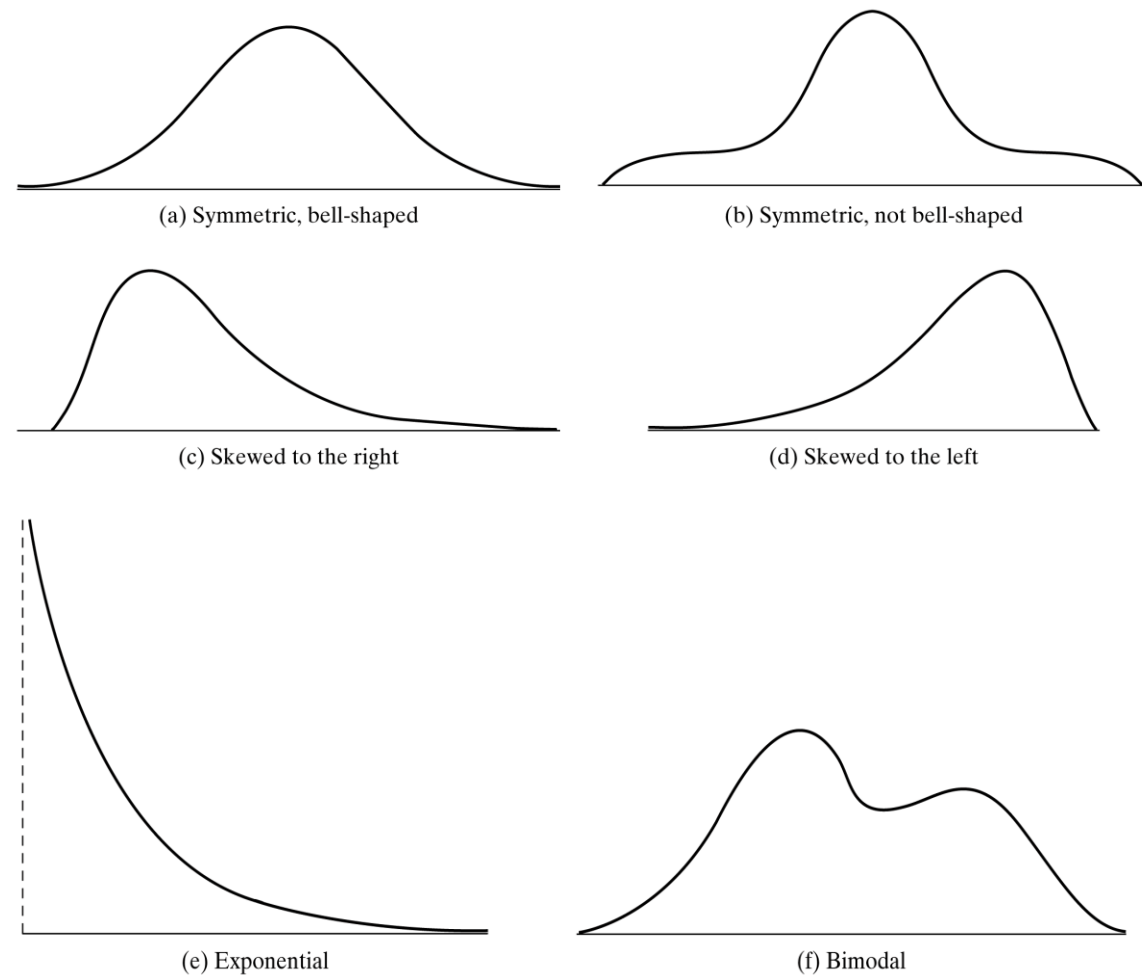 (a) Symmetric, bell-shaped
(b) Symmetric, not bell-shaped
(c) Skewed to the right
(d) Skewed to the left
(e) Exponential
(f) Bimodal